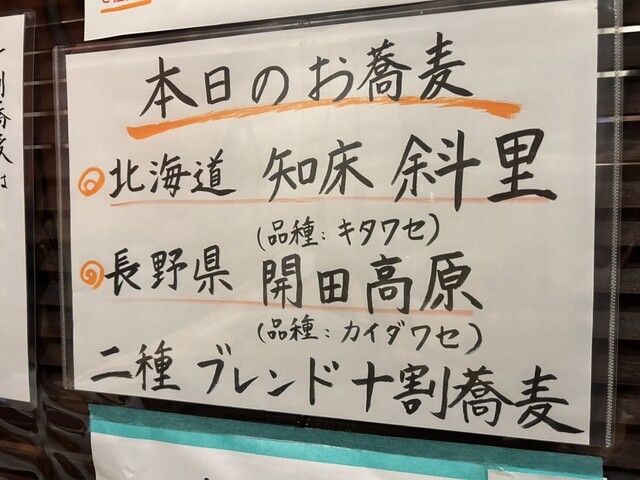 本日のお蕎麦
北海道 知床 斜里
(品種:キタワセ)
長野県 開田高原
(品種:カイダワセ)
二種 ブレンド十割蕎麦